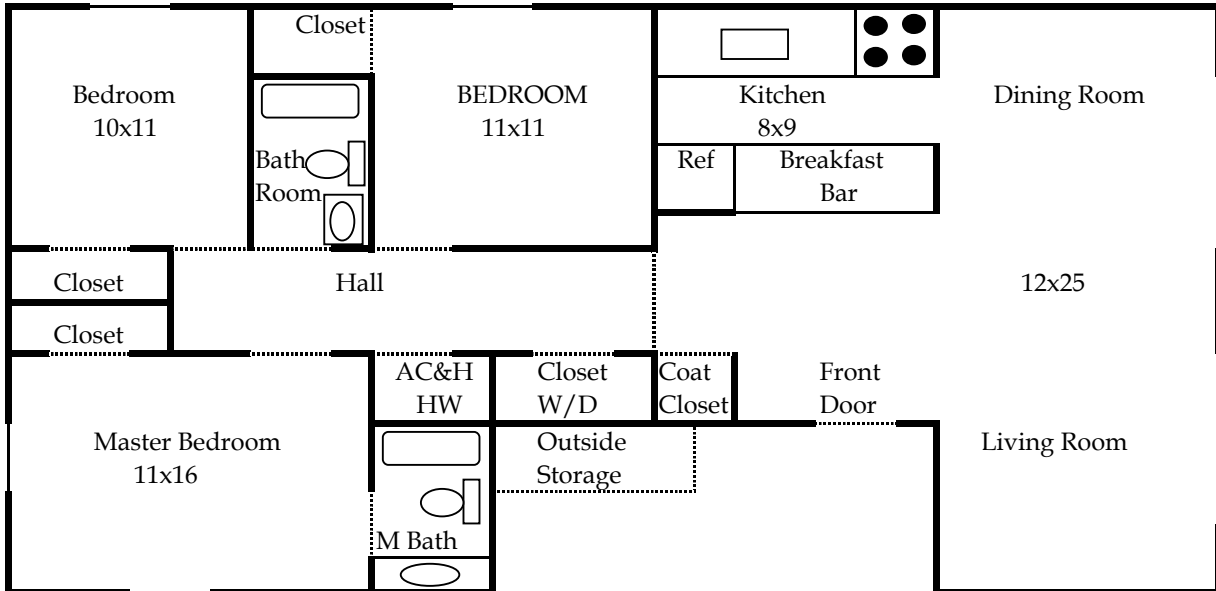 Closet
Bedroom
10x11
BEDROOM
11x11
Kitchen
8x9
Dining Room
Bath
Room
Ref
Breakfast
Bar
Closet
Hall
12x25
Closet
AC&H
HW
Closet
W/D
Coat
Closet
Front
Door
Master Bedroom
11x16
Outside
Storage
Living Room
M Bath